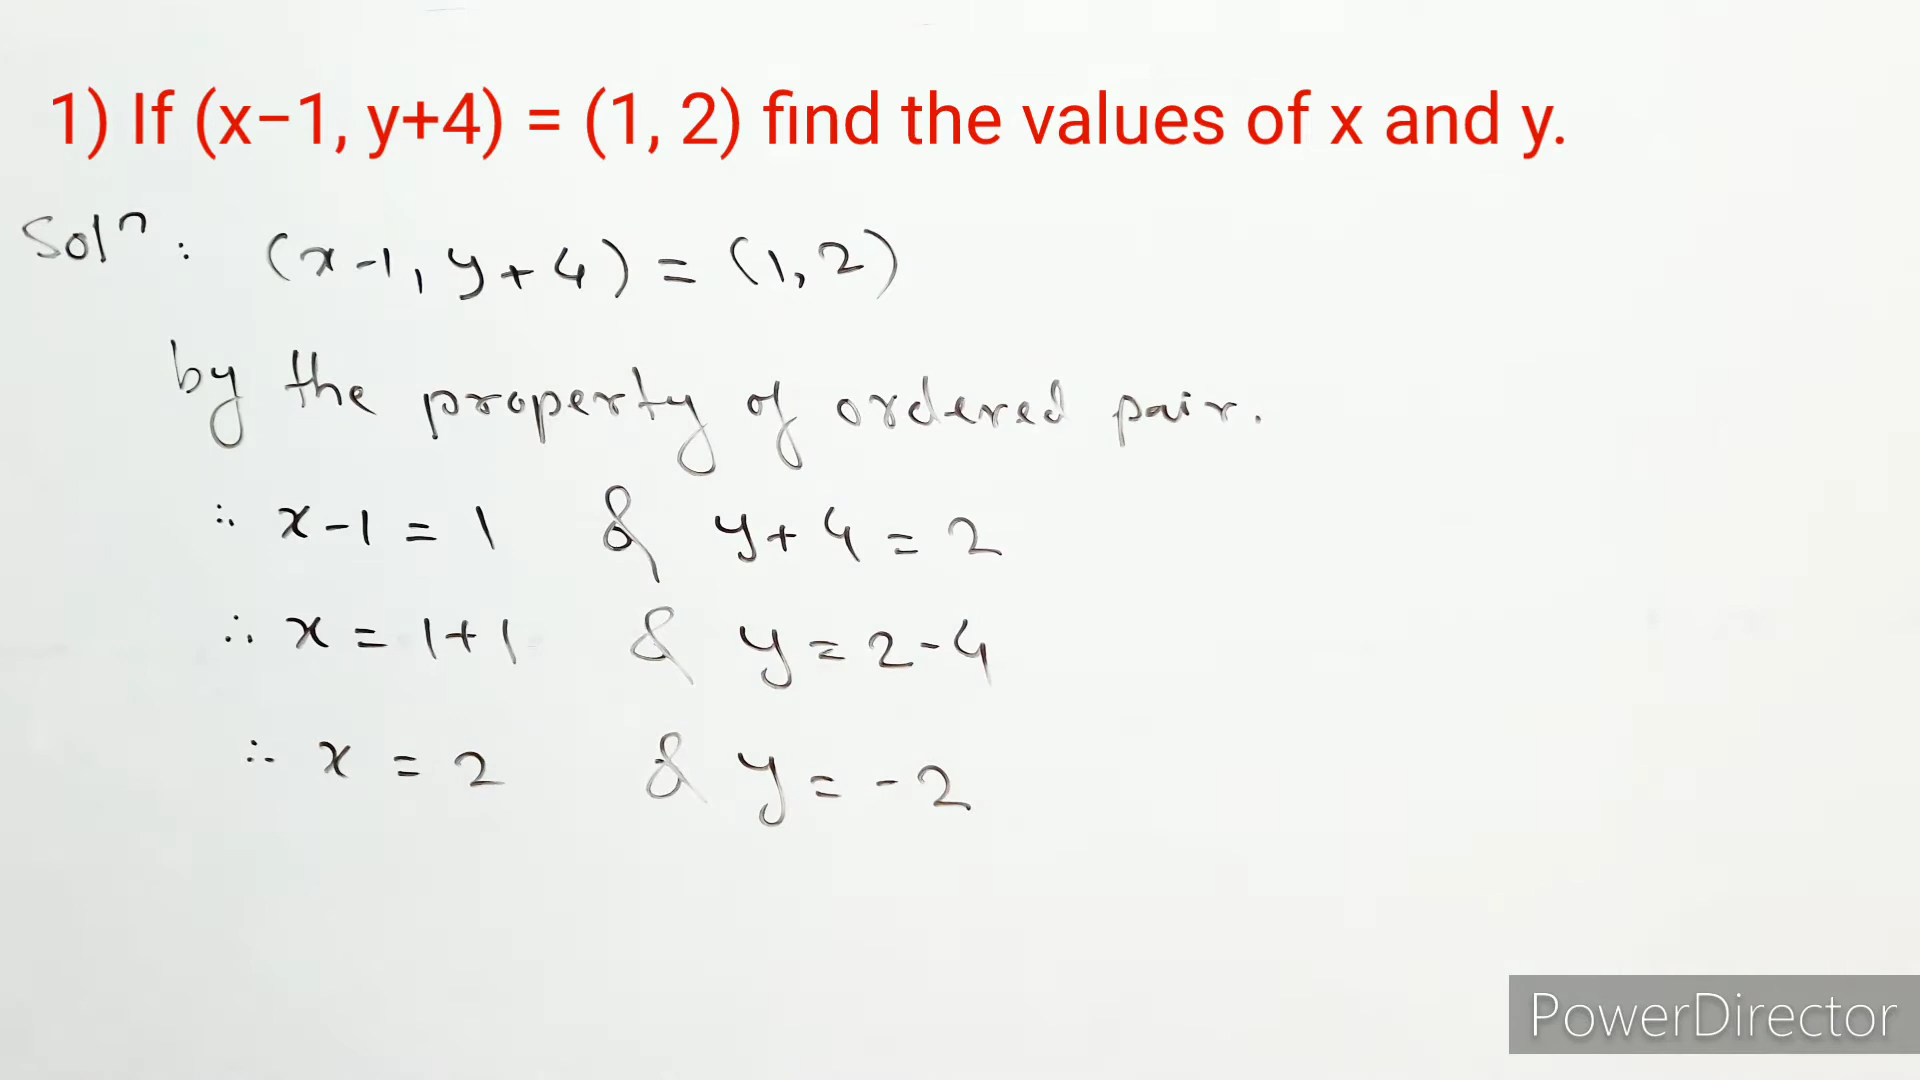 1) If (x−1, y+4) = (1, 2) find the values of x and y.
Solⁿ : (x-1, y+4) = (1,2)
by the property of ordered pair.
∴ x-1 = 1 & y+4 = 2
∴ x = 1+1 & y = 2-4
∴ x = 2 & y = -2
PowerDirector